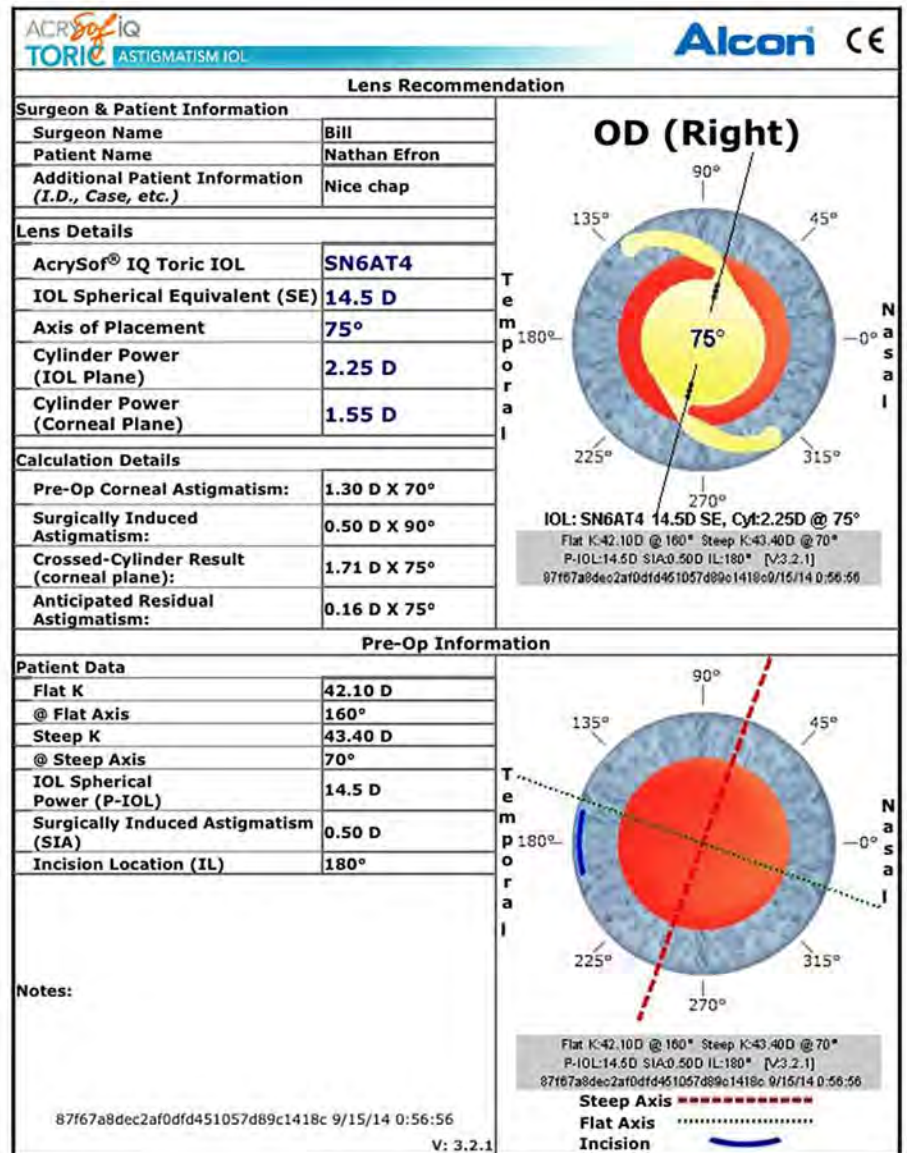 ACRYSof iQ
TORIC ASTIGMATISM IOL
Alcon CE
Lens Recommendation
Surgeon & Patient Information
Surgeon Name Bill
Patient Name Nathan Efron
Additional Patient Information
(I.D., Case, etc.) Nice chap
Lens Details
AcrySof® IQ Toric IOL SN6AT4
IOL Spherical Equivalent (SE) 14.5 D
Axis of Placement 75°
Cylinder Power
(IOL Plane) 2.25 D
Cylinder Power
(Corneal Plane) 1.55 D
Calculation Details
Pre-Op Corneal Astigmatism: 1.30 D X 70°
Surgically Induced
Astigmatism: 0.50 D X 90°
Crossed-Cylinder Result
(corneal plane): 1.71 D X 75°
Anticipated Residual
Astigmatism: 0.16 D X 75°
OD (Right)
90°
135° 45°
Temporal
180° 75° 0°
Nasal
225° 315°
270°
IOL: SN6AT4 14.5D SE, Cyl:2.25D @ 75°
Flat K:42.10D @ 160° Steep K:43.40D @ 70°
P-IOL:14.5D SIA:0.50D IL:180° [V:3.2.1]
87f67a8dec2af0dfd451057d89c1418c9/15/14 0:56:56
Pre-Op Information
Patient Data
Flat K 42.10 D
@ Flat Axis 160°
Steep K 43.40 D
@ Steep Axis 70°
IOL Spherical
Power (P-IOL) 14.5 D
Surgically Induced Astigmatism
(SIA) 0.50 D
Incision Location (IL) 180°
Notes:
87f67a8dec2af0dfd451057d89c1418c 9/15/14 0:56:56
V: 3.2.1
90°
135° 45°
Temporal
180° 0°
Nasal
225° 315°
270°
Flat K:42.10D @ 160° Steep K:43.40D @ 70°
P-IOL:14.5D SIA:0.50D IL:180° [V:3.2.1]
87f67a8dec2af0dfd451057d89c1418c 9/15/14 0:56:56
Steep Axis
Flat Axis
Incision